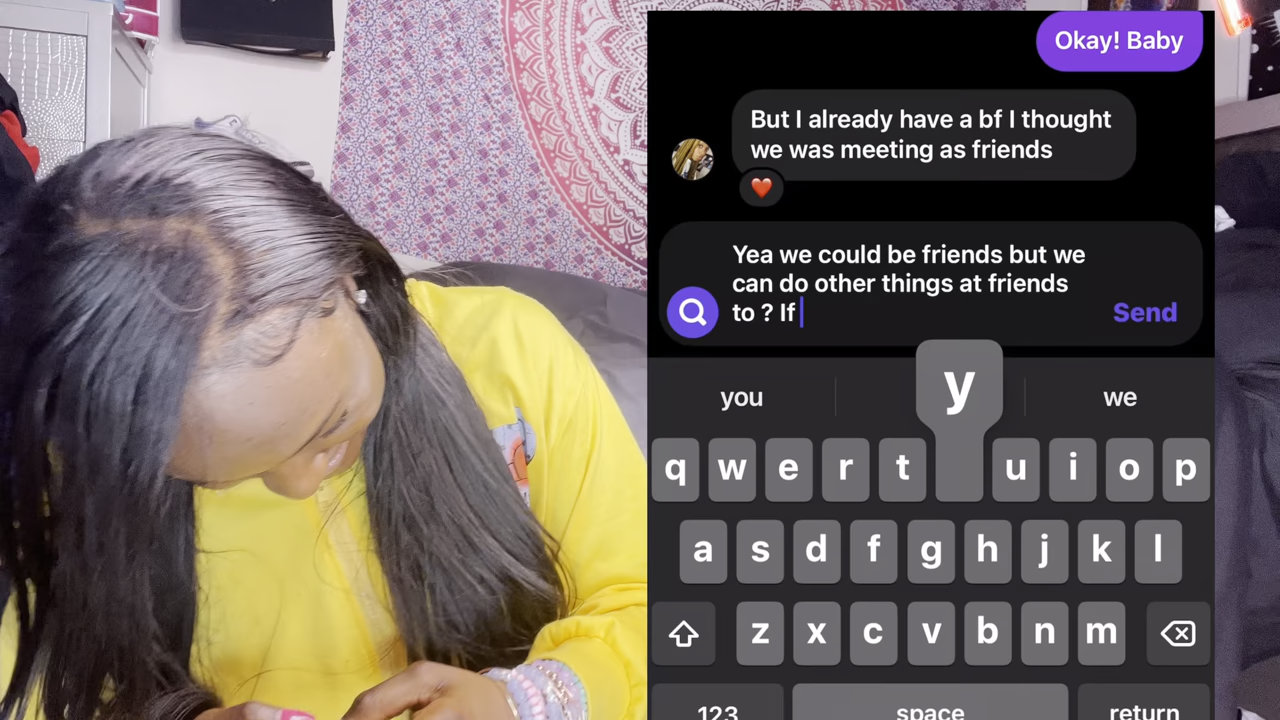 Okay! Baby
But I already have a bf I thought
we was meeting as friends
Yea we could be friends but we
can do other things at friends
to ? If
Send
you
we
y
q w e r t u i o p
a s d f g h j k l
z x c v b n m
123 space return